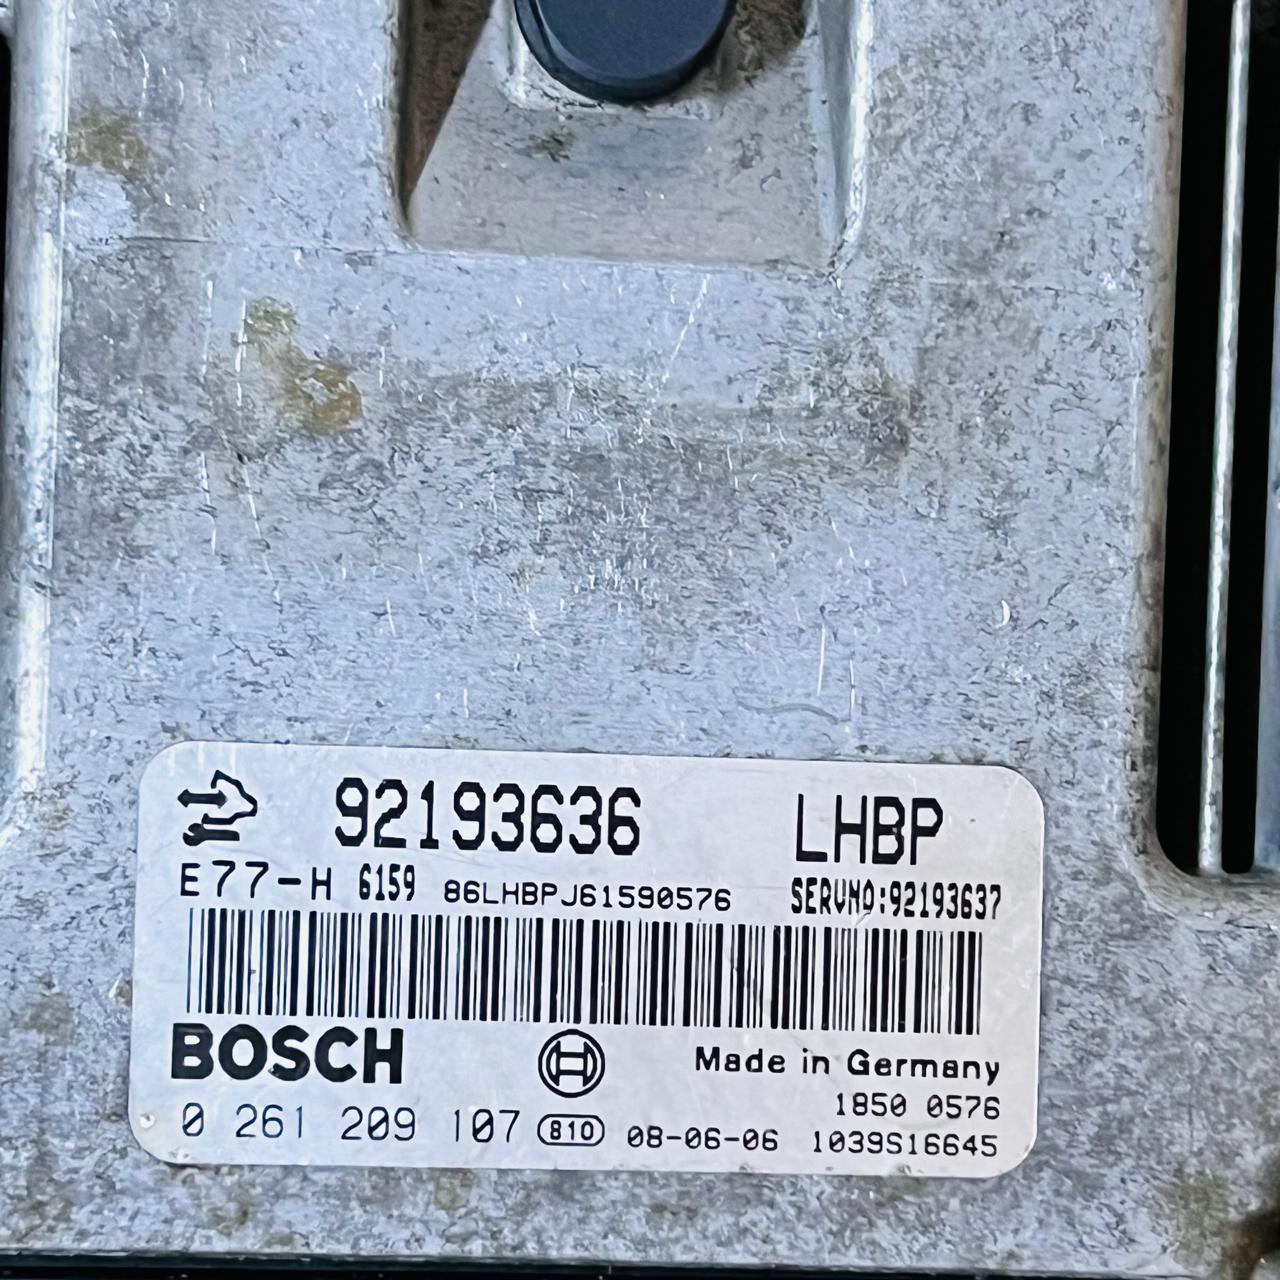 92193636 LHBP
E77-H 6159 86LHBPJ61590576 SERVNO:92193637
BOSCH Made in Germany
1850 0576
0 261 209 107 810 08-06-06 1039S16645